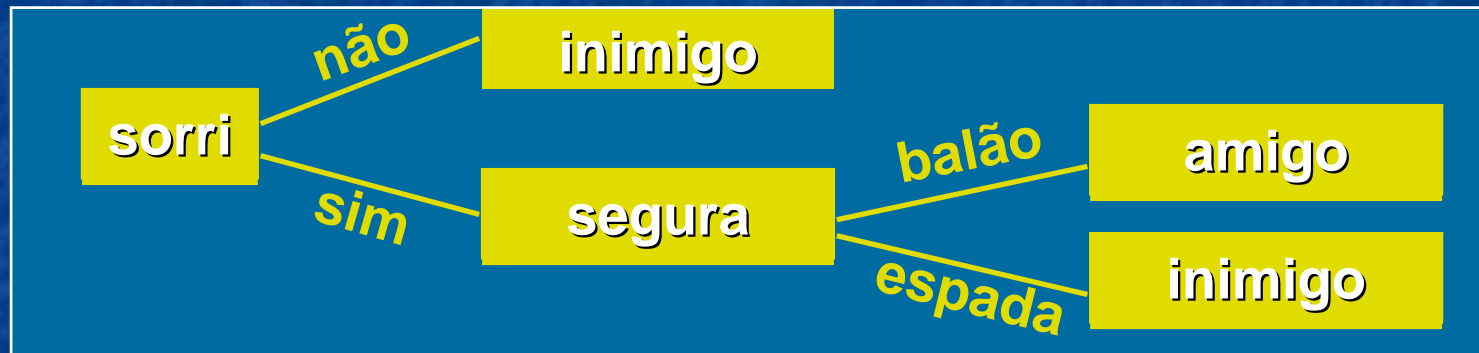 não
inimigo
sorri
sim
segura
balão
amigo
espada
inimigo